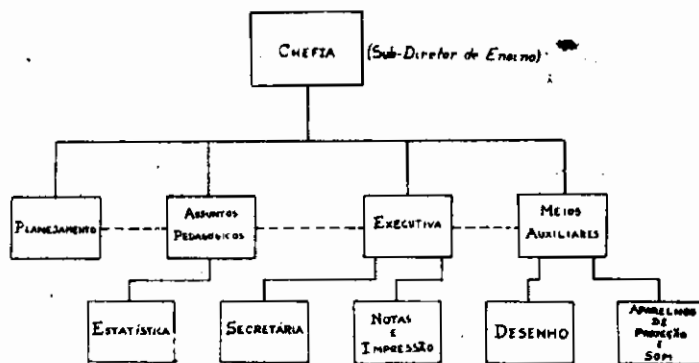 CHEFIA
(Sub-Diretor de Ensino)
PLANEJAMENTO
ASSUNTOS
PEDAGÓGICOS
EXECUTIVA
MEIOS
AUXILIARES
ESTATÍSTICA
SECRETÁRIA
NOTAS
E
IMPRESSÃO
DESENHO
APARELHOS
DE
PROJEÇÃO
E
SOM